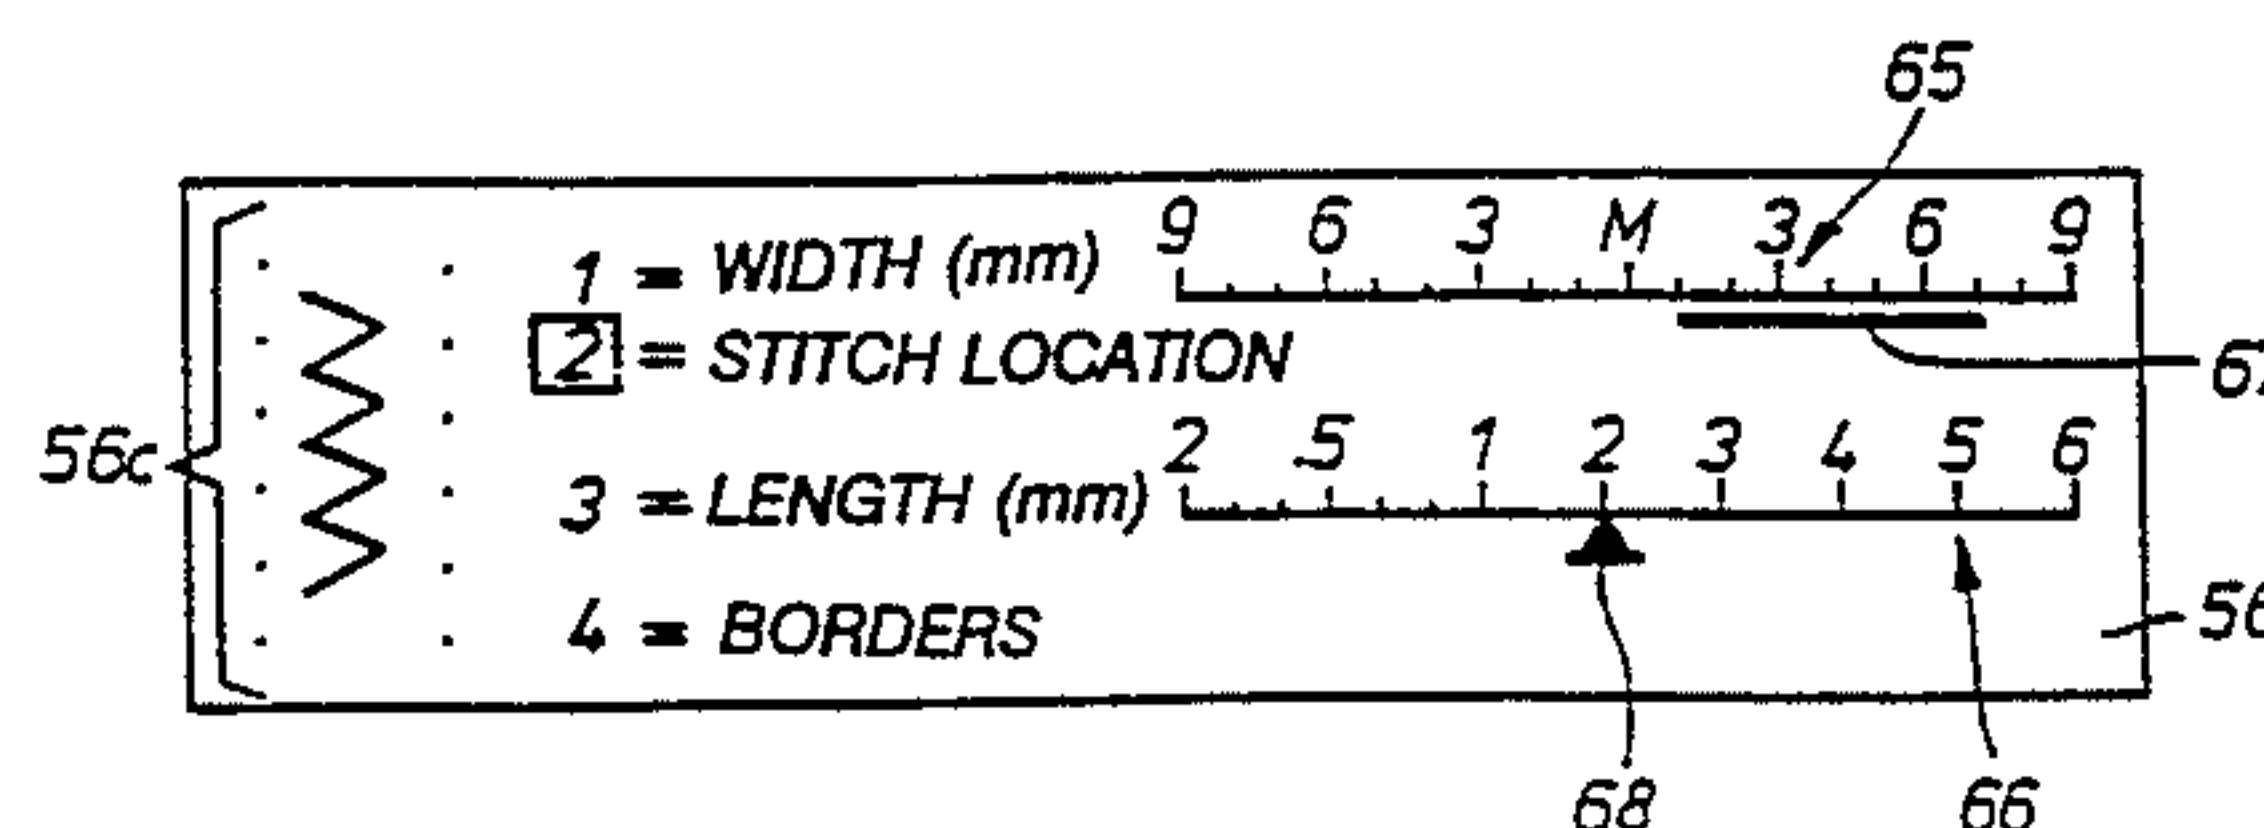 65
9 6 3 M 3 6 9
1 = WIDTH (mm)
2 = STITCH LOCATION
2 .5 1 2 3 4 5 6
56c
3 = LENGTH (mm)
4 = BORDERS
68 66